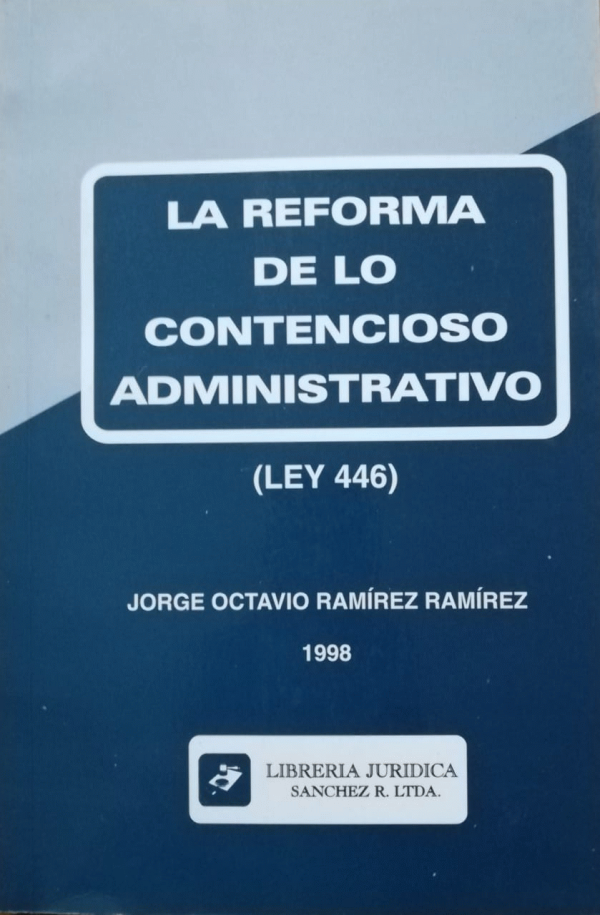 LA REFORMA
DE LO
CONTENCIOSO
ADMINISTRATIVO
(LEY 446)
JORGE OCTAVIO RAMÍREZ RAMÍREZ
1998
LIBRERIA JURIDICA
SANCHEZ R. LTDA.